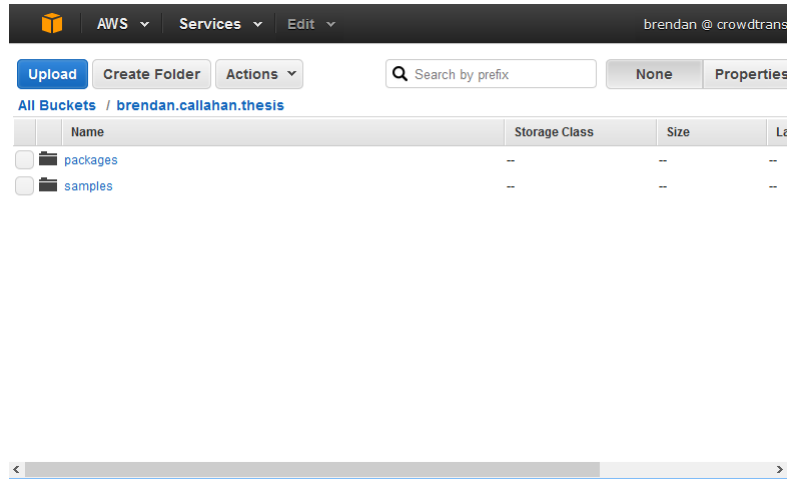 AWS Services Edit brendan @ crowdtrans
Upload Create Folder Actions Search by prefix None Properties
All Buckets / brendan.callahan.thesis
Name Storage Class Size La
packages -- -- --
samples -- -- --